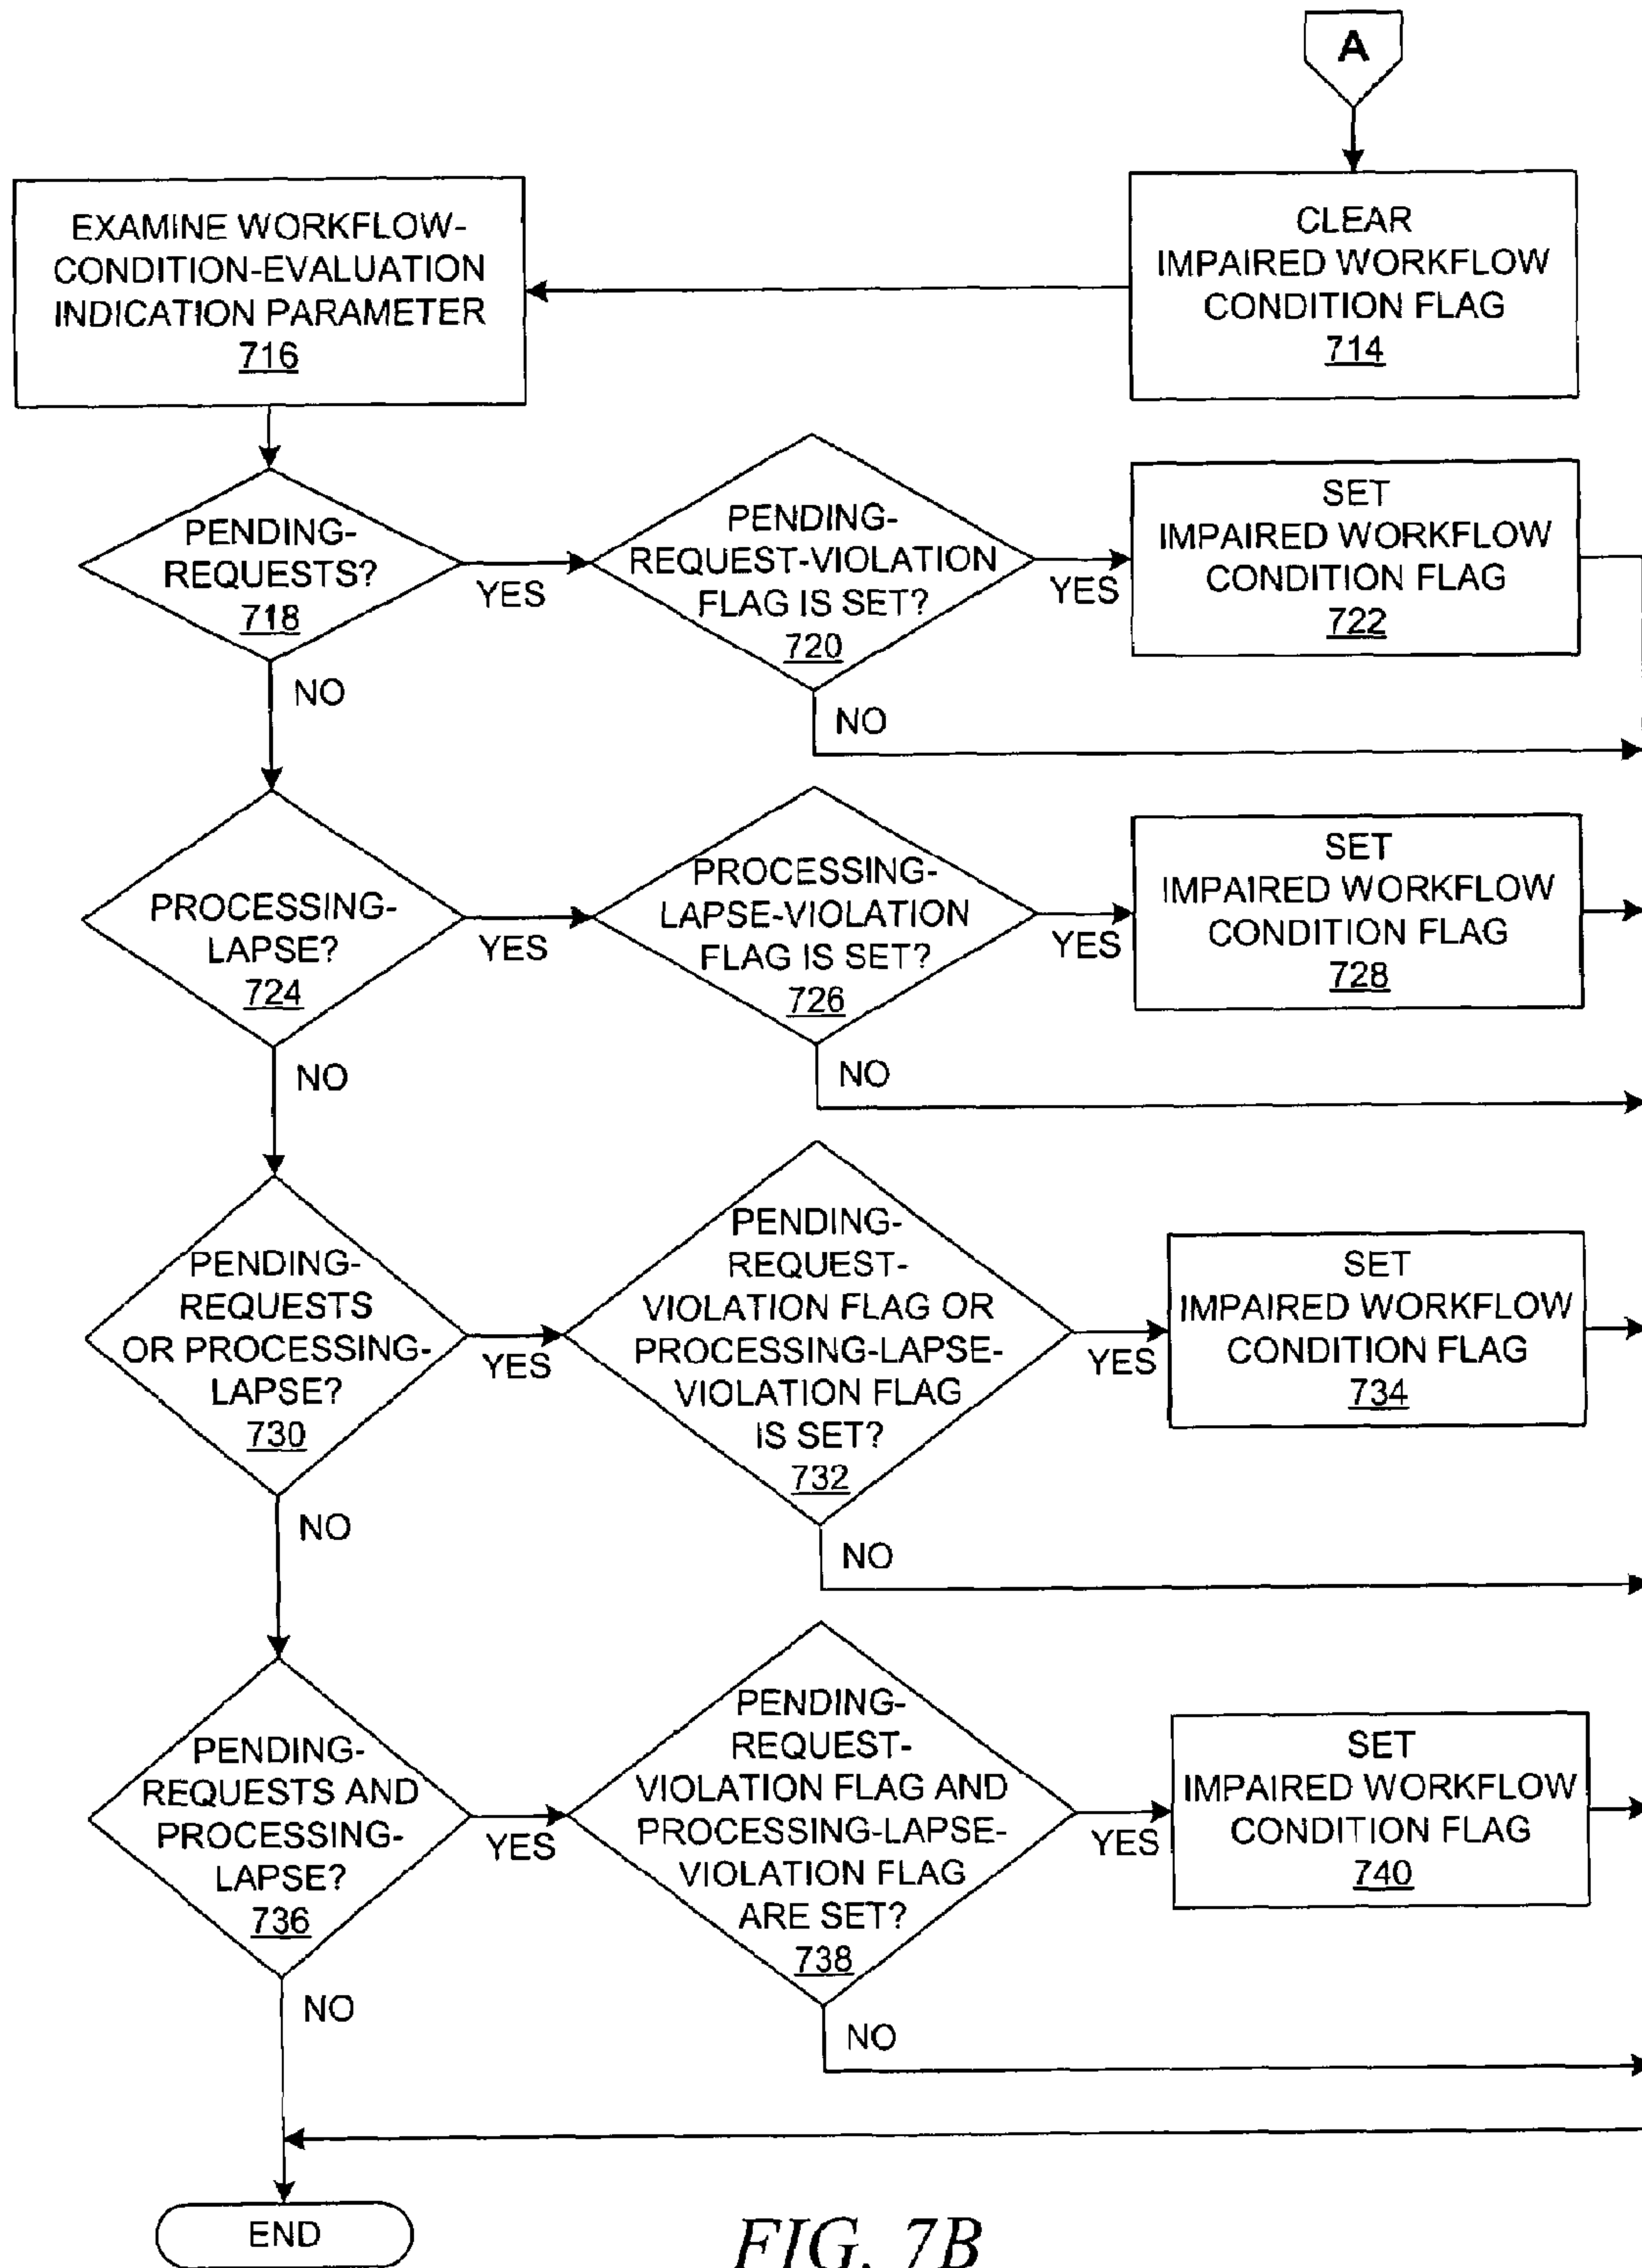 A
CLEAR
IMPAIRED WORKFLOW
CONDITION FLAG
714
EXAMINE WORKFLOW-
CONDITION-EVALUATION
INDICATION PARAMETER
716
PENDING-
REQUESTS?
718
YES
NO
PENDING-
REQUEST-VIOLATION
FLAG IS SET?
720
YES
NO
SET
IMPAIRED WORKFLOW
CONDITION FLAG
722
PROCESSING-
LAPSE?
724
YES
NO
PROCESSING-
LAPSE-VIOLATION
FLAG IS SET?
726
YES
NO
SET
IMPAIRED WORKFLOW
CONDITION FLAG
728
PENDING-
REQUESTS
OR PROCESSING-
LAPSE?
730
YES
NO
PENDING-
REQUEST-
VIOLATION FLAG OR
PROCESSING-LAPSE-
VIOLATION FLAG
IS SET?
732
YES
NO
SET
IMPAIRED WORKFLOW
CONDITION FLAG
734
PENDING-
REQUESTS AND
PROCESSING-
LAPSE?
736
YES
NO
PENDING-
REQUEST-
VIOLATION FLAG AND
PROCESSING-LAPSE-
VIOLATION FLAG
ARE SET?
738
YES
NO
SET
IMPAIRED WORKFLOW
CONDITION FLAG
740
END
FIG. 7B